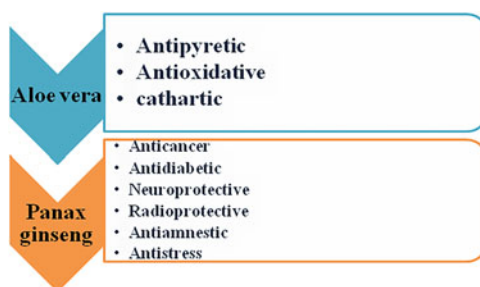 Aloe vera
• Antipyretic
• Antioxidative
• cathartic
Panax
ginseng
• Anticancer
• Antidiabetic
• Neuroprotective
• Radioprotective
• Antiamnestic
• Antistress